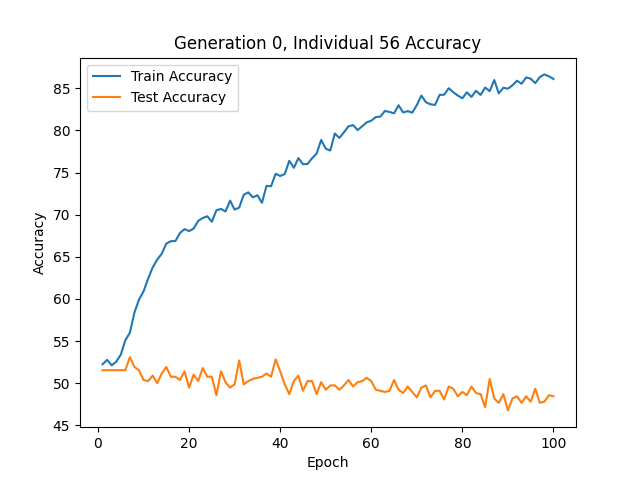 Generation 0, Individual 56 Accuracy
Train Accuracy
Test Accuracy
Accuracy
85
80
75
70
65
60
55
50
45
0 20 40 60 80 100
Epoch